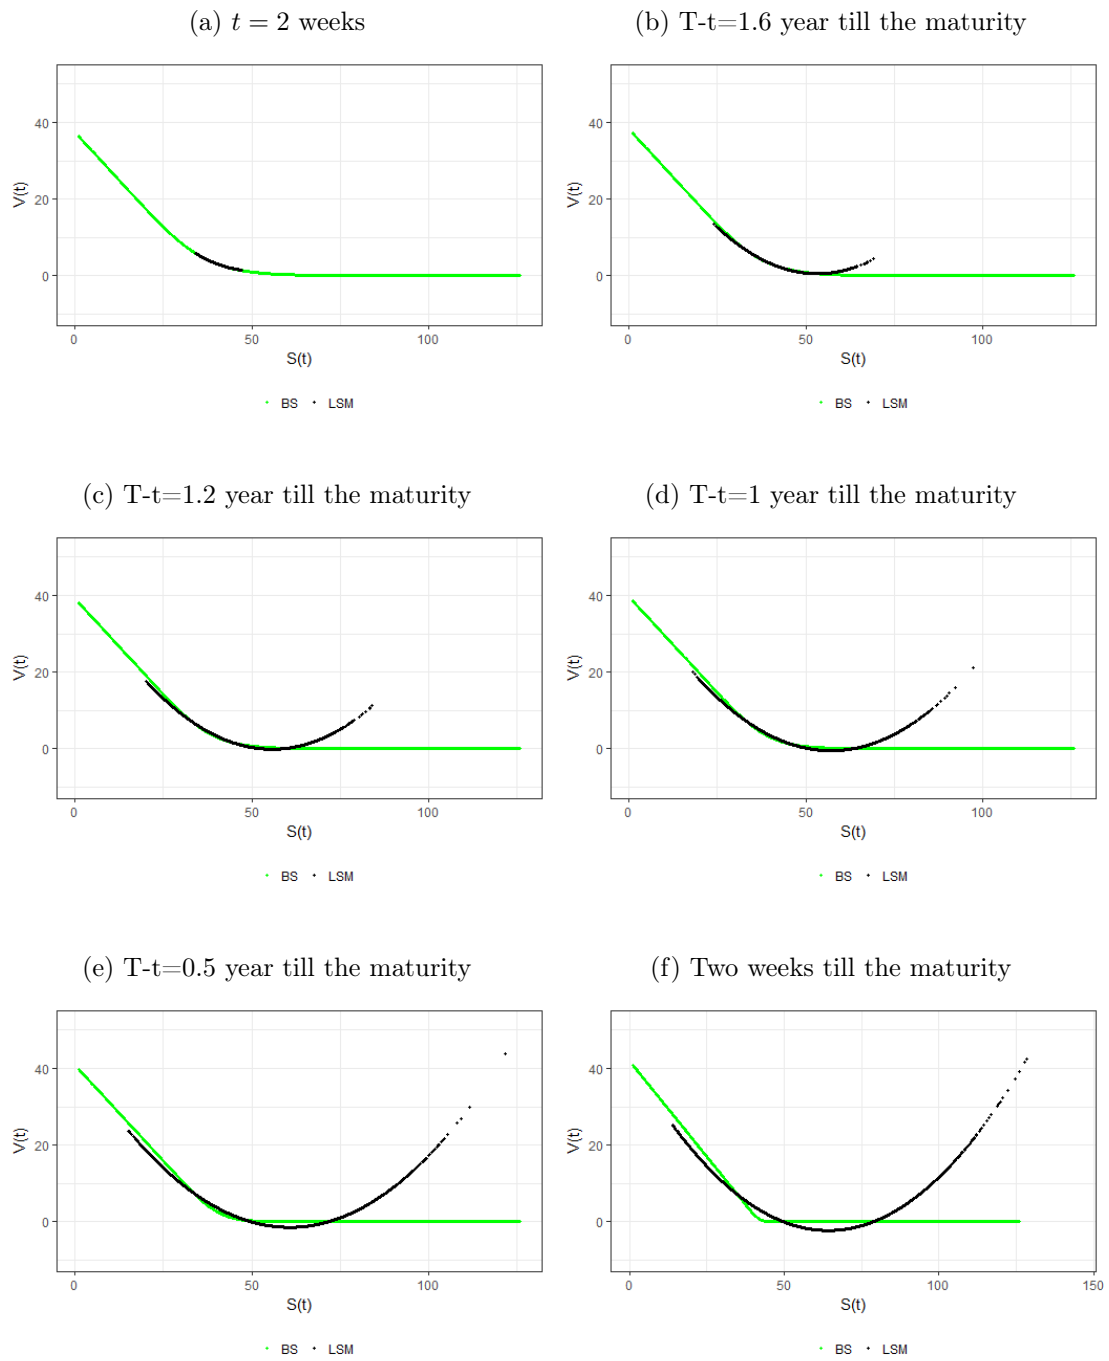 (a) t = 2 weeks
40
20
0
V(t)
0 50 100
S(t)
BS LSM
(b) T-t=1.6 year till the maturity
40
20
0
V(t)
0 50 100
S(t)
BS LSM
(c) T-t=1.2 year till the maturity
40
20
0
V(t)
0 50 100
S(t)
BS LSM
(d) T-t=1 year till the maturity
40
20
0
V(t)
0 50 100
S(t)
BS LSM
(e) T-t=0.5 year till the maturity
40
20
0
V(t)
0 50 100
S(t)
BS LSM
(f) Two weeks till the maturity
40
20
0
V(t)
0 50 100 150
S(t)
BS LSM